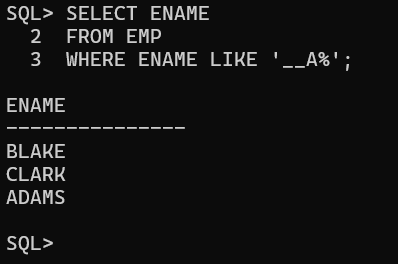 SQL> SELECT ENAME
  2  FROM EMP
  3  WHERE ENAME LIKE '__A%';
ENAME
---------------
BLAKE
CLARK
ADAMS
SQL>